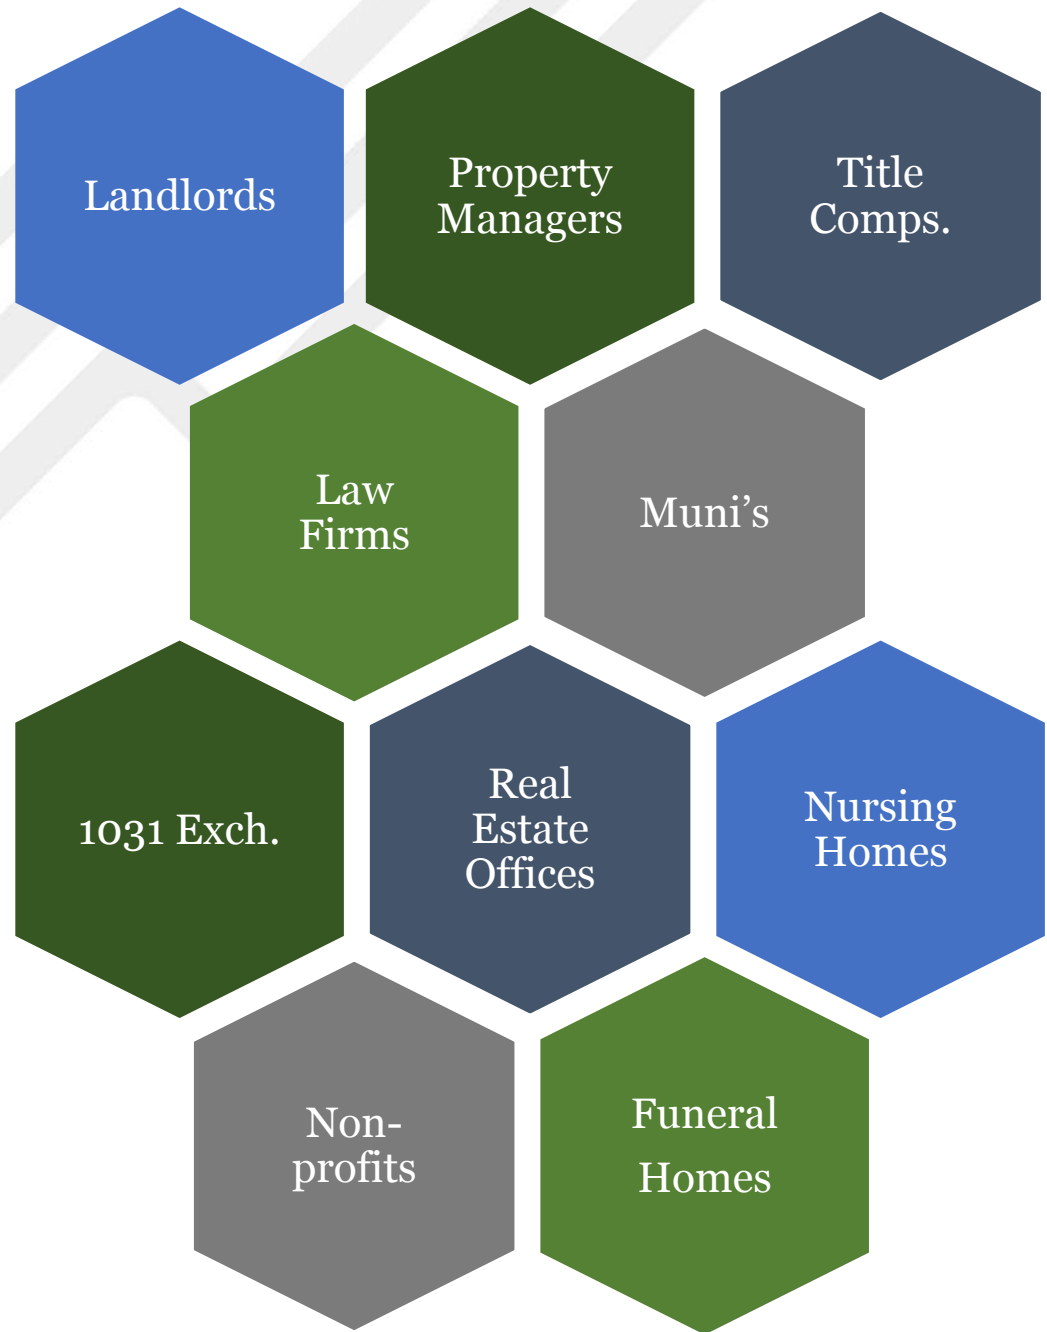 Landlords
Property
Managers
Title
Comps.
Law
Firms
Muni’s
1031 Exch.
Real
Estate
Offices
Nursing
Homes
Non-
profits
Funeral
Homes